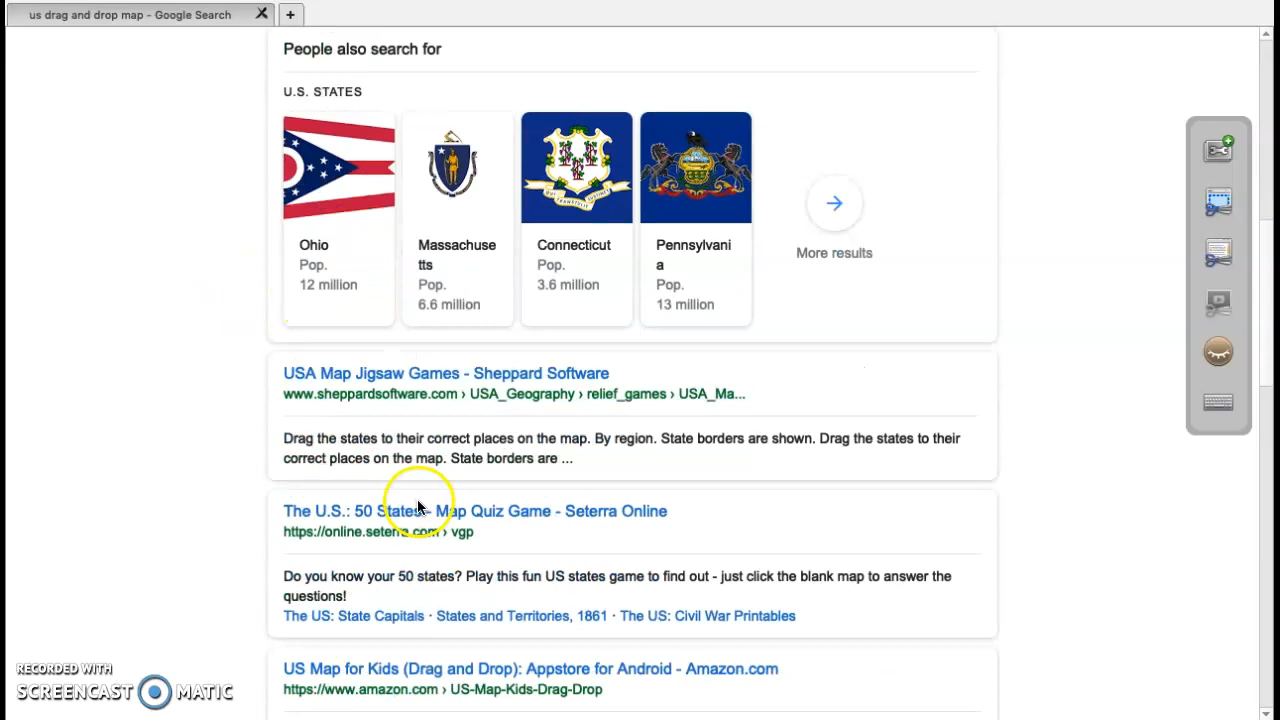 us drag and drop map - Google Search
People also search for
U.S. STATES
Ohio
Pop.
12 million
Massachuse
tts
Pop.
6.6 million
Connecticut
Pop.
3.6 million
Pennsylvani
a
Pop.
13 million
More results
USA Map Jigsaw Games - Sheppard Software
www.sheppardsoftware.com › USA_Geography › relief_games › USA_Ma...
Drag the states to their correct places on the map. By region. State borders are shown. Drag the states to their
correct places on the map. State borders are ...
The U.S.: 50 States - Map Quiz Game - Seterra Online
https://online.seterra.com › vgp
Do you know your 50 states? Play this fun US states game to find out - just click the blank map to answer the
questions!
The US: State Capitals · States and Territories, 1861 · The US: Civil War Printables
US Map for Kids (Drag and Drop): Appstore for Android - Amazon.com
https://www.amazon.com › US-Map-Kids-Drag-Drop
RECORDED WITH
SCREENCAST MATIC